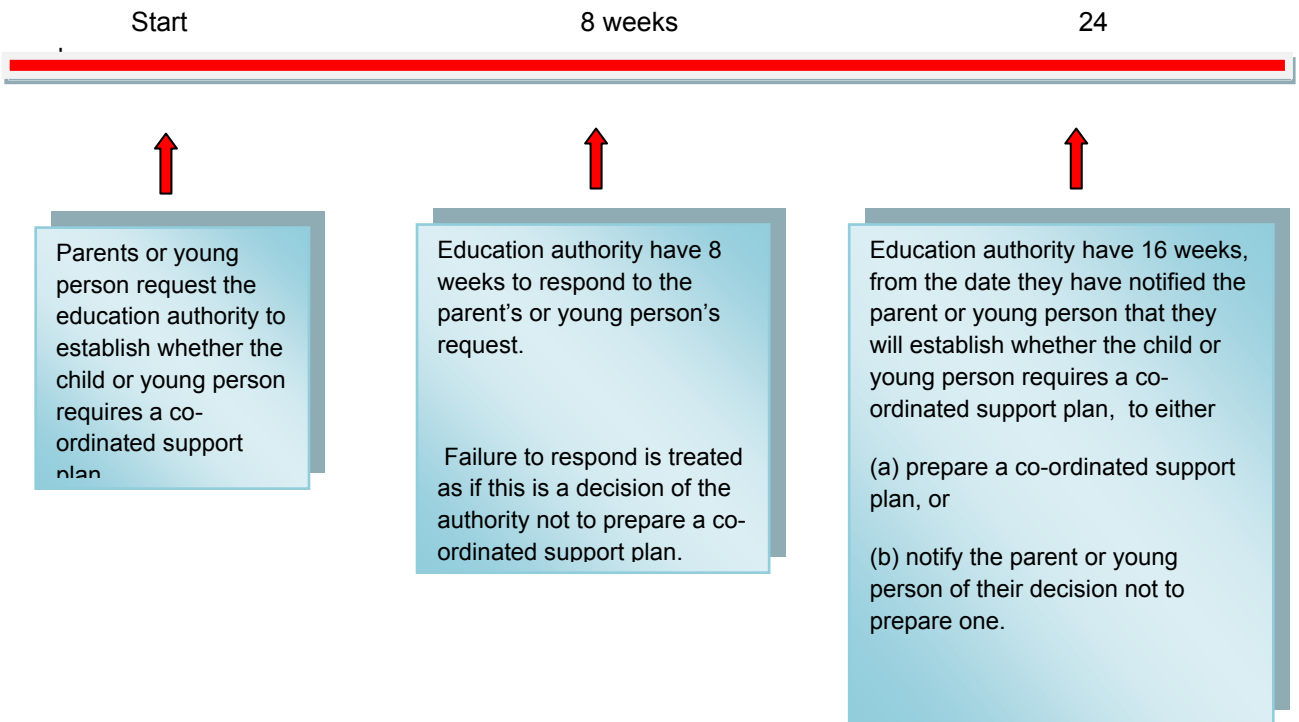 Start
8 weeks
24
Parents or young
person request the
education authority to
establish whether the
child or young person
requires a co-
ordinated support
plan
Education authority have 8
weeks to respond to the
parent’s or young person’s
request.
Failure to respond is treated
as if this is a decision of the
authority not to prepare a co-
ordinated support plan.
Education authority have 16 weeks,
from the date they have notified the
parent or young person that they
will establish whether the child or
young person requires a co-
ordinated support plan,  to either
(a) prepare a co-ordinated support
plan, or
(b) notify the parent or young
person of their decision not to
prepare one.